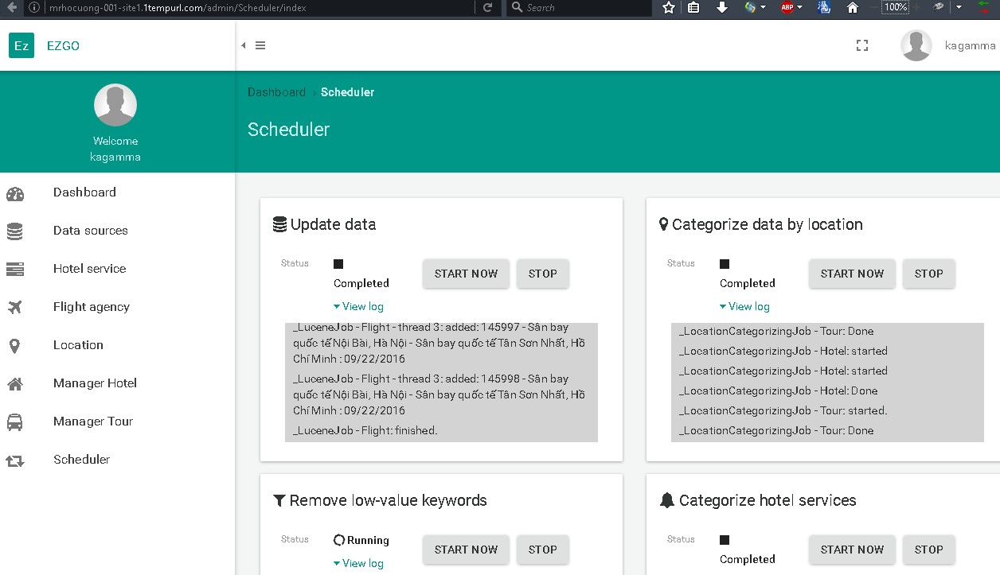 mrhocuong-001-site1.1tempurl.com/admin/Scheduler/index
Search
ABP
100%
Ez
EZGO
kagamma
Welcome
kagamma
Dashboard
Data sources
Hotel service
Flight agency
Location
Manager Hotel
Manager Tour
Scheduler
Dashboard › Scheduler
Scheduler
Update data
Status
Completed
START NOW
STOP
View log
_LuceneJob - Flight - thread 3: added: 145997 - Sân bay
quốc tế Nội Bài, Hà Nội - Sân bay quốc tế Tân Sơn Nhất, Hồ
Chí Minh : 09/22/2016
_LuceneJob - Flight - thread 3: added: 145998 - Sân bay
quốc tế Nội Bài, Hà Nội - Sân bay quốc tế Tân Sơn Nhất, Hồ
Chí Minh : 09/22/2016
_LuceneJob - Flight: finished.
Categorize data by location
Status
Completed
START NOW
STOP
View log
_LocationCategorizingJob - Tour: Done
_LocationCategorizingJob - Hotel: started
_LocationCategorizingJob - Hotel: started
_LocationCategorizingJob - Hotel: Done
_LocationCategorizingJob - Tour: started.
_LocationCategorizingJob - Tour: Done
Remove low-value keywords
Status
Running
START NOW
STOP
View log
Categorize hotel services
Status
Completed
START NOW
STOP